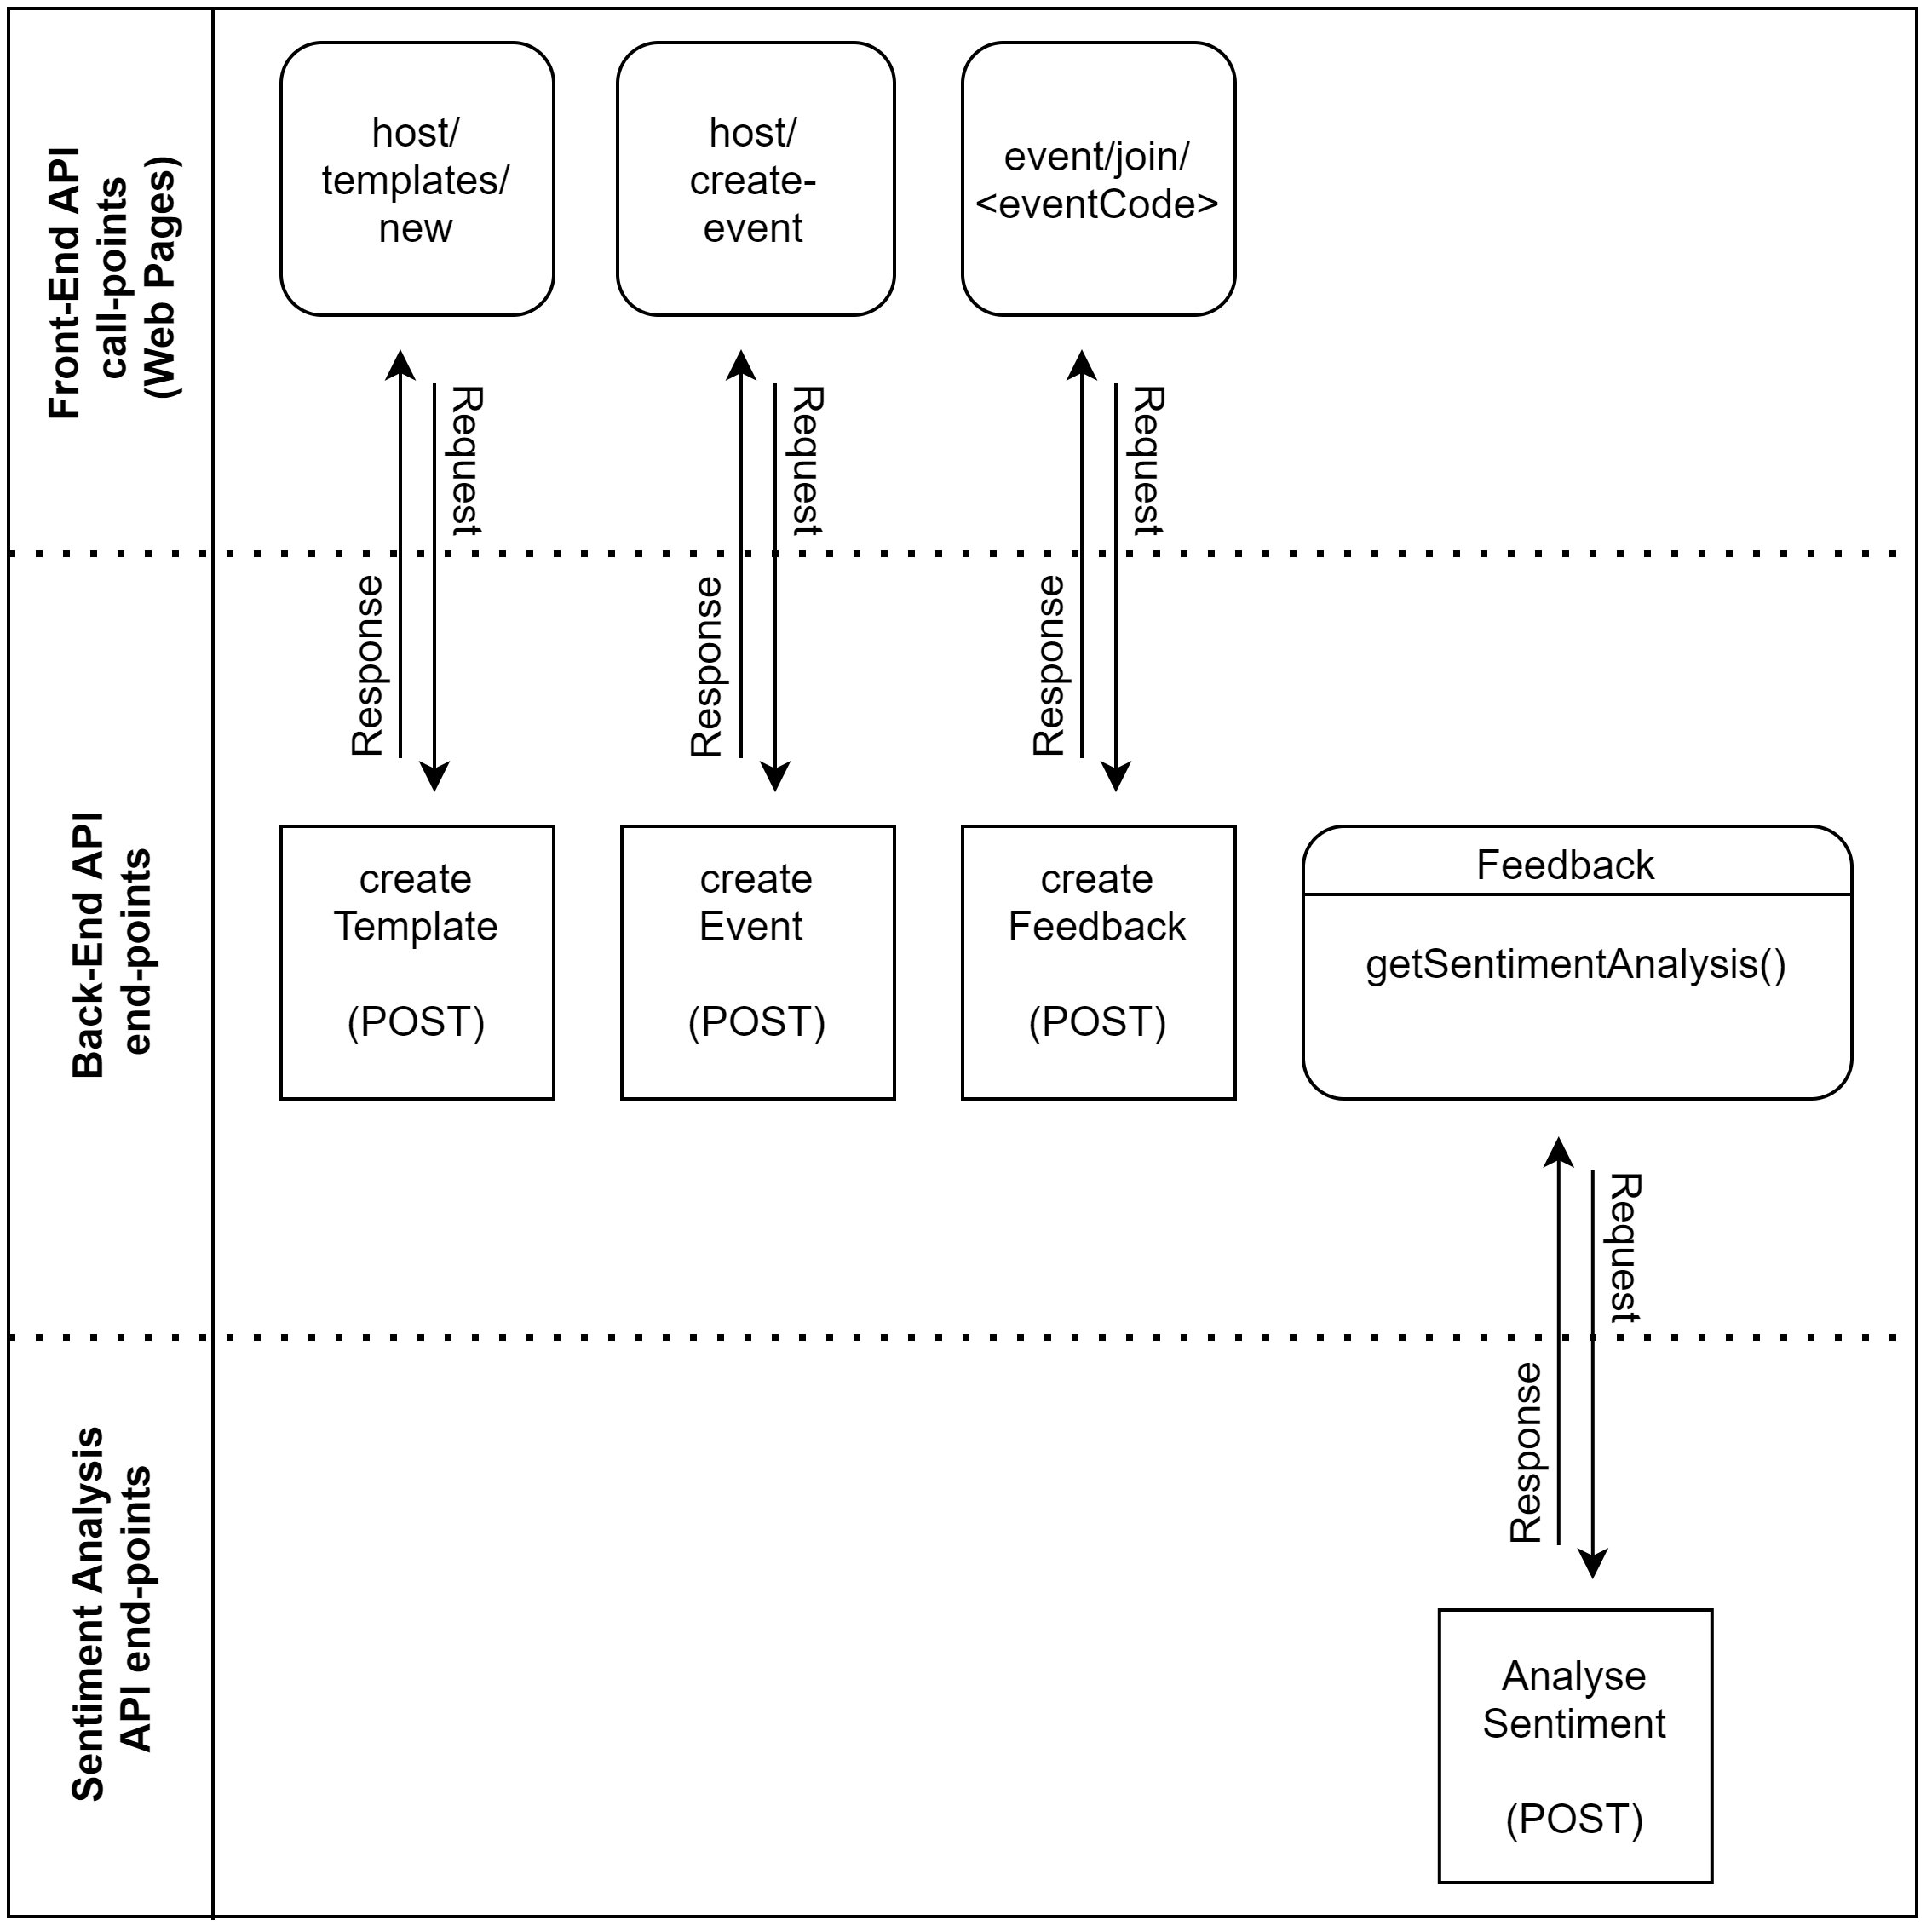 Front-End API
call-points
(Web Pages)
host/
templates/
new
host/
create-
event
event/join/
<eventCode>
Request
Request
Request
Response
Response
Response
Back-End API
end-points
create
Template
(POST)
create
Event
(POST)
create
Feedback
(POST)
Feedback
getSentimentAnalysis()
Request
Response
Sentiment Analysis
API end-points
Analyse
Sentiment
(POST)